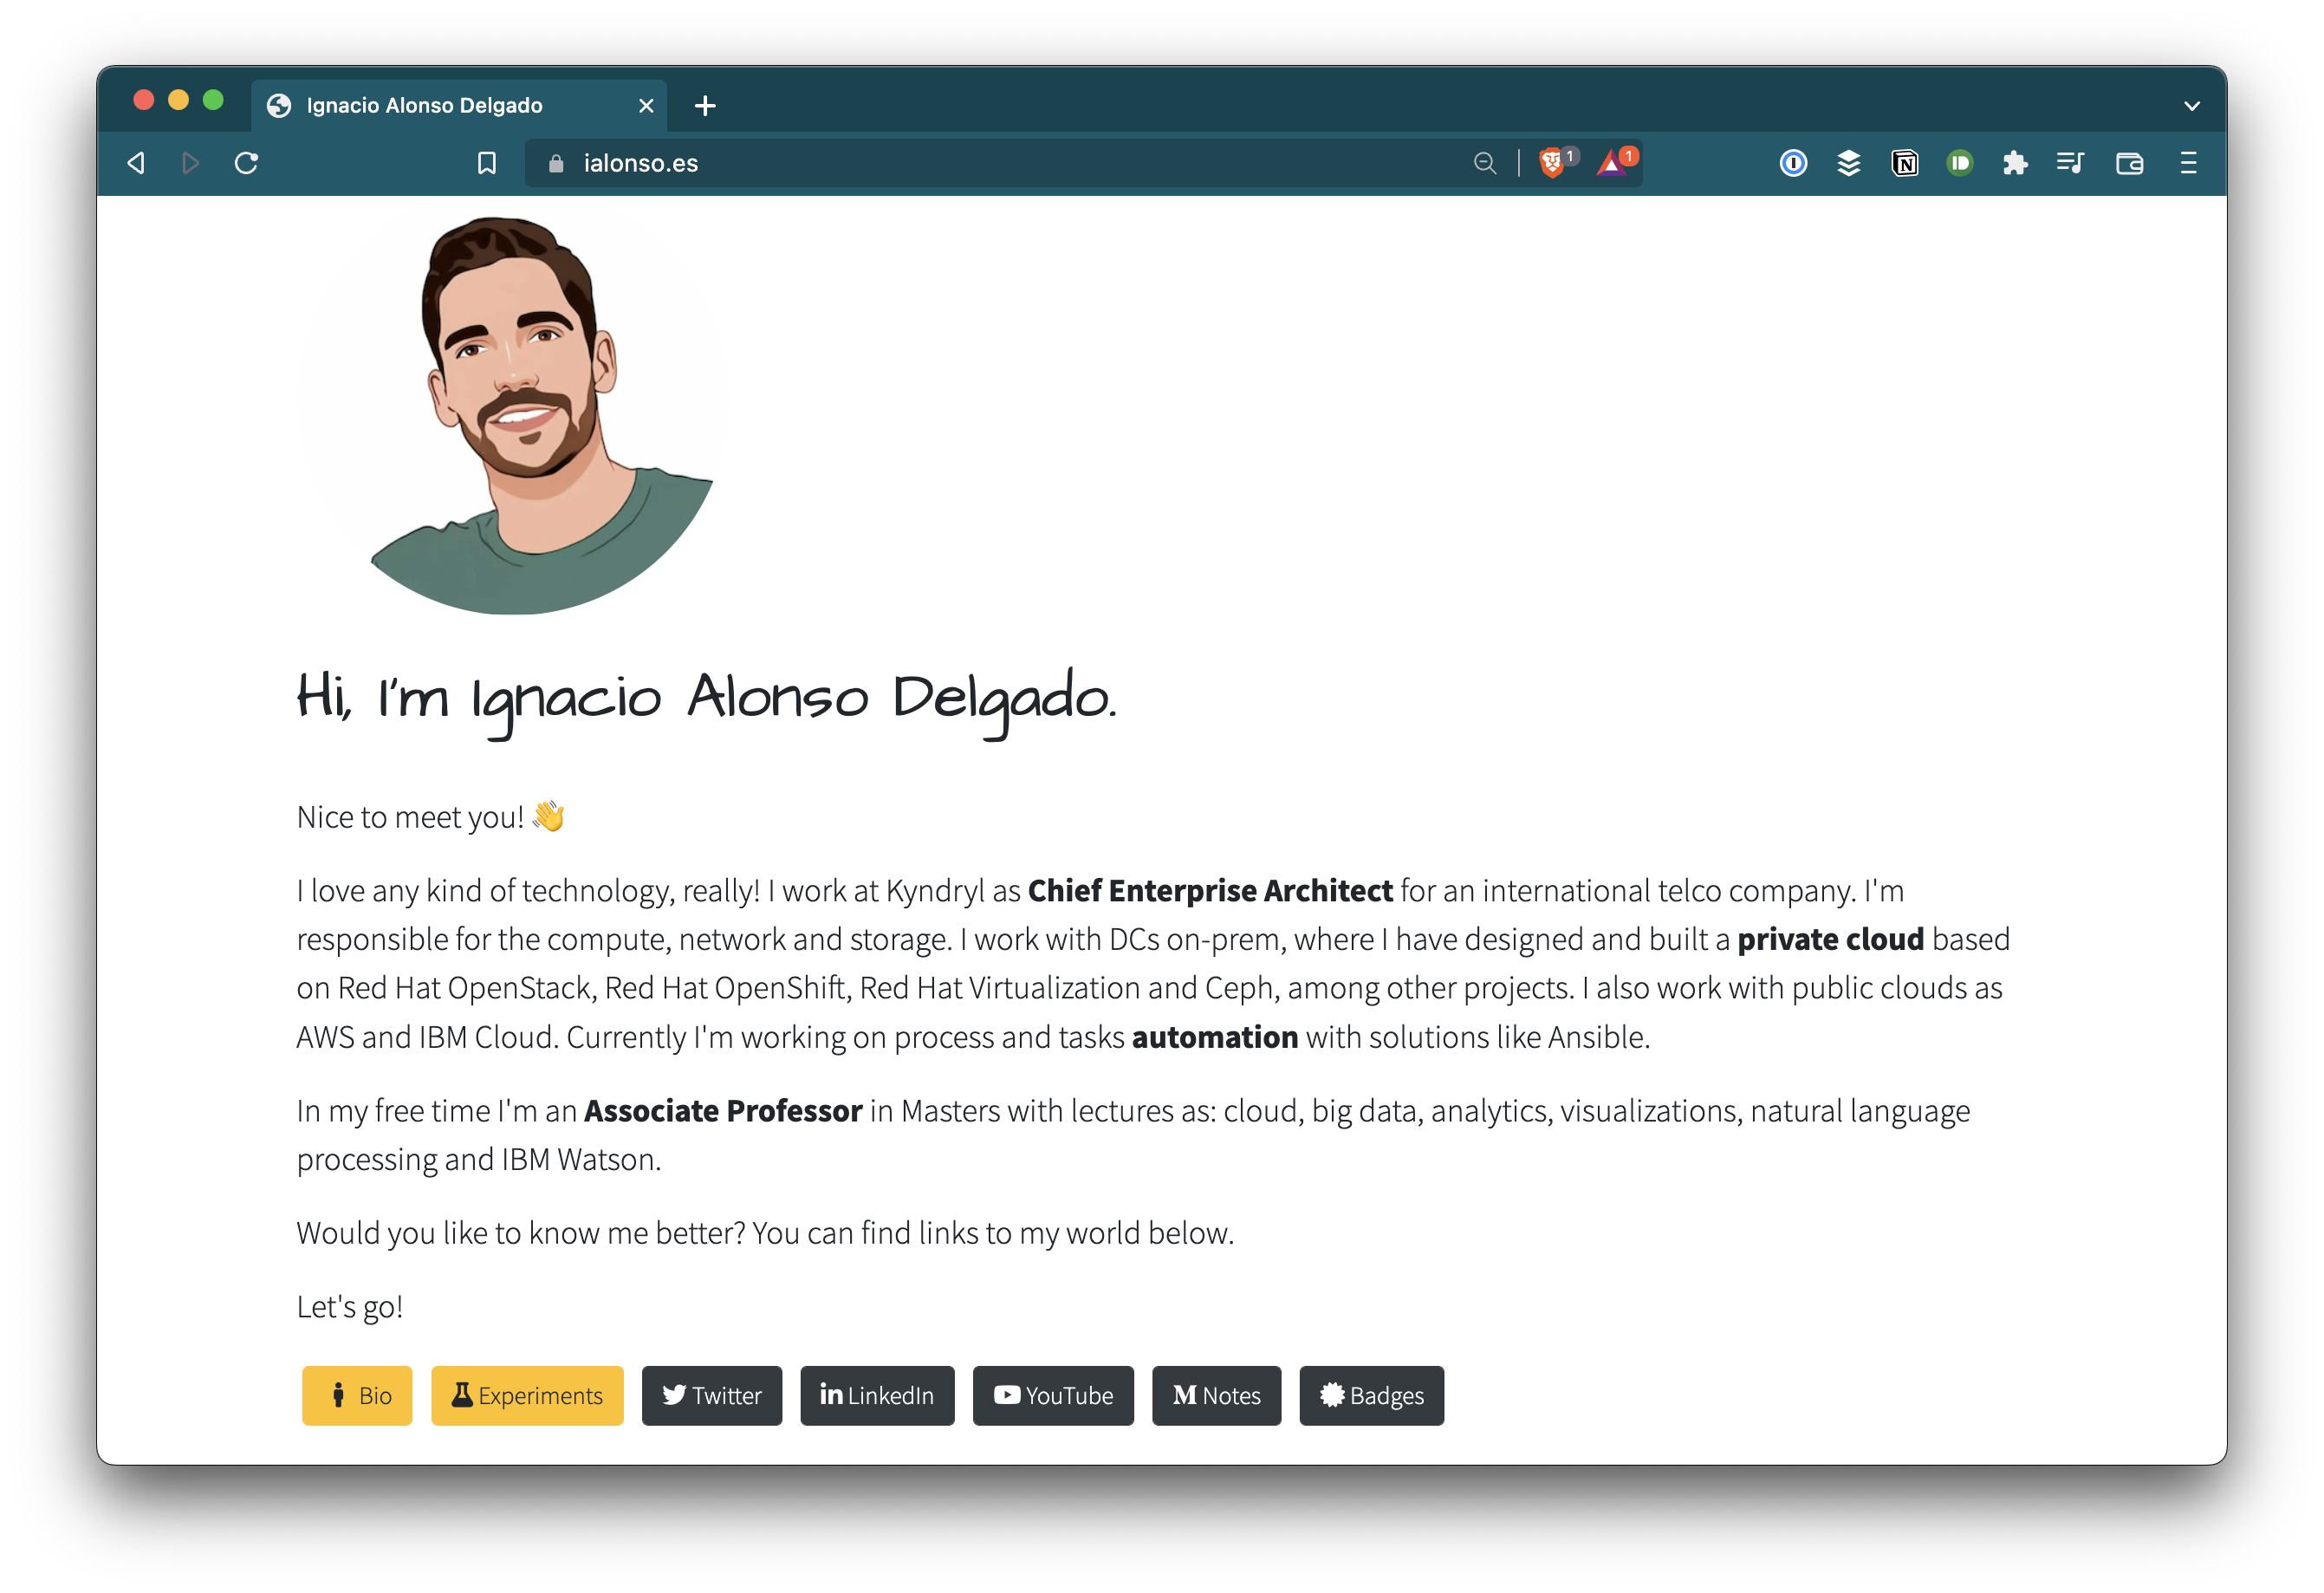 Ignacio Alonso Delgado
ialonso.es
1
1
Hi, I'm Ignacio Alonso Delgado.
Nice to meet you! 👋
I love any kind of technology, really! I work at Kyndryl as Chief Enterprise Architect for an international telco company. I'm
responsible for the compute, network and storage. I work with DCs on-prem, where I have designed and built a private cloud based
on Red Hat OpenStack, Red Hat OpenShift, Red Hat Virtualization and Ceph, among other projects. I also work with public clouds as
AWS and IBM Cloud. Currently I'm working on process and tasks automation with solutions like Ansible.
In my free time I'm an Associate Professor in Masters with lectures as: cloud, big data, analytics, visualizations, natural language
processing and IBM Watson.
Would you like to know me better? You can find links to my world below.
Let's go!
Bio Experiments Twitter LinkedIn YouTube Notes Badges